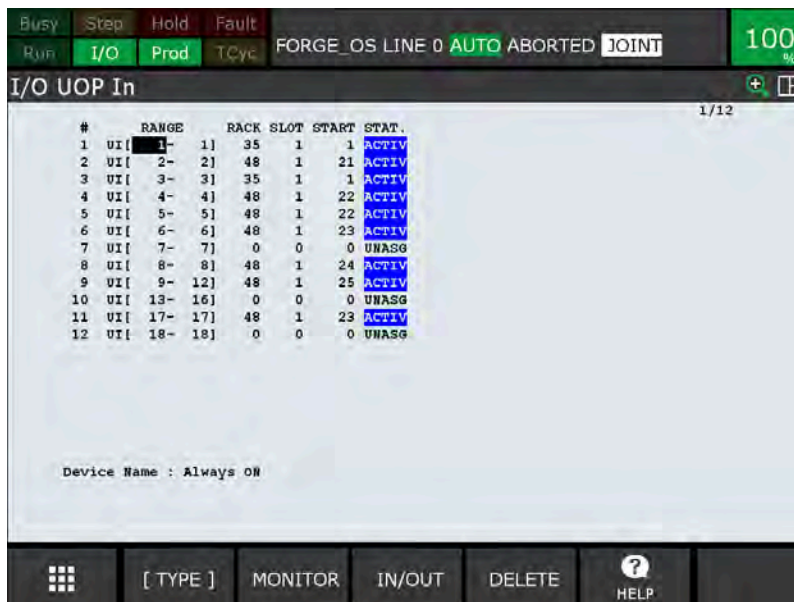 Busy Step Hold Fault
Run I/O Prod TCyc
FORGE_OS LINE 0 AUTO ABORTED JOINT
100
%
I/O UOP In
1/12
# RANGE RACK SLOT START STAT.
1 UI[ 1- 1] 35 1 1 ACTIV
2 UI[ 2- 2] 48 1 21 ACTIV
3 UI[ 3- 3] 35 1 1 ACTIV
4 UI[ 4- 4] 48 1 22 ACTIV
5 UI[ 5- 5] 48 1 22 ACTIV
6 UI[ 6- 6] 48 1 23 ACTIV
7 UI[ 7- 7] 0 0 0 UNASG
8 UI[ 8- 8] 48 1 24 ACTIV
9 UI[ 9- 12] 48 1 25 ACTIV
10 UI[ 13- 16] 0 0 0 UNASG
11 UI[ 17- 17] 48 1 23 ACTIV
12 UI[ 18- 18] 0 0 0 UNASG
Device Name : Always ON
[ TYPE ] MONITOR IN/OUT DELETE ?
HELP